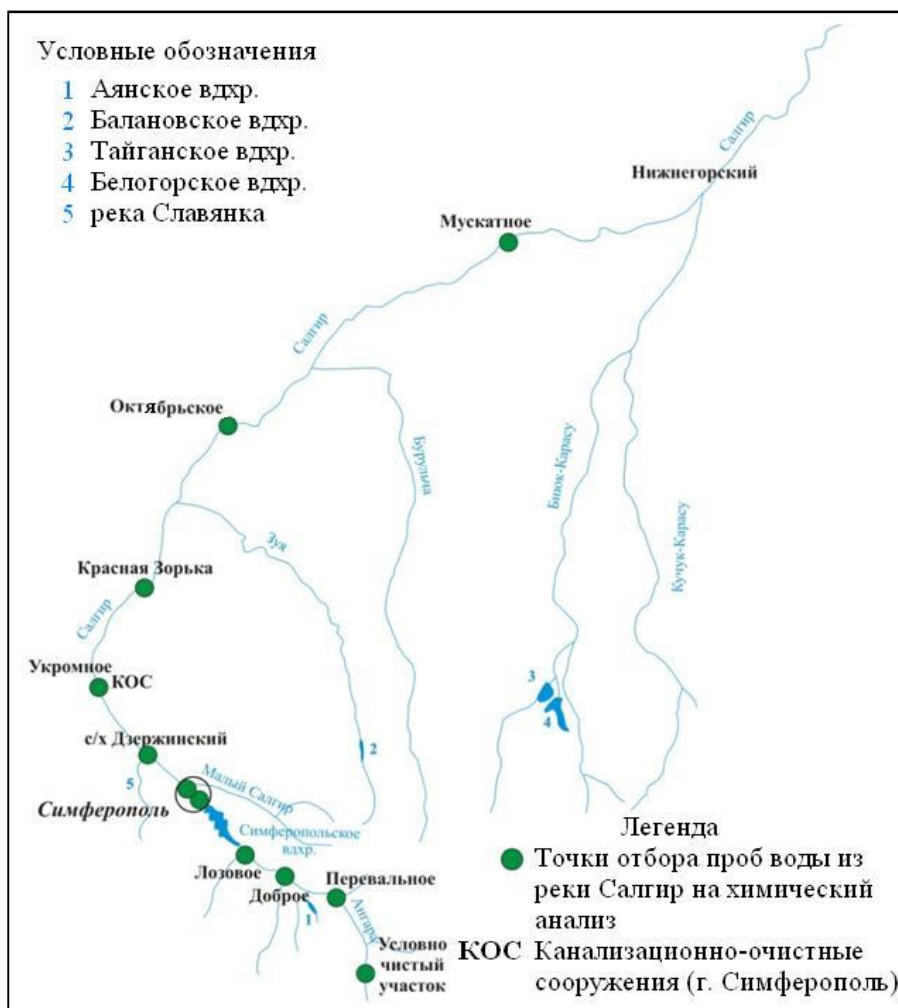 Условные обозначения
1 Аянское вдхр.
2 Балановское вдхр.
3 Тайганское вдхр.
4 Белогорское вдхр.
5 река Славянка
Салгир
Нижнегорский
Мускатное
Салгир
Октябрьское
Бурульча
Биюк-Карасу
Кучук-Карасу
Зуя
Красная Зорька
Салгир
Укромное
КОС
3
4
с/х Дзержинский
2
5
Малый Салгир
Симферополь
Симферопольское
вдхр.
Лозовое
Доброе
Перевальное
1
Ангара
Условно
чистый
участок
Легенда
Точки отбора проб воды из
реки Салгир на химический
анализ
КОС Канализационно-очистные
сооружения (г. Симферополь)